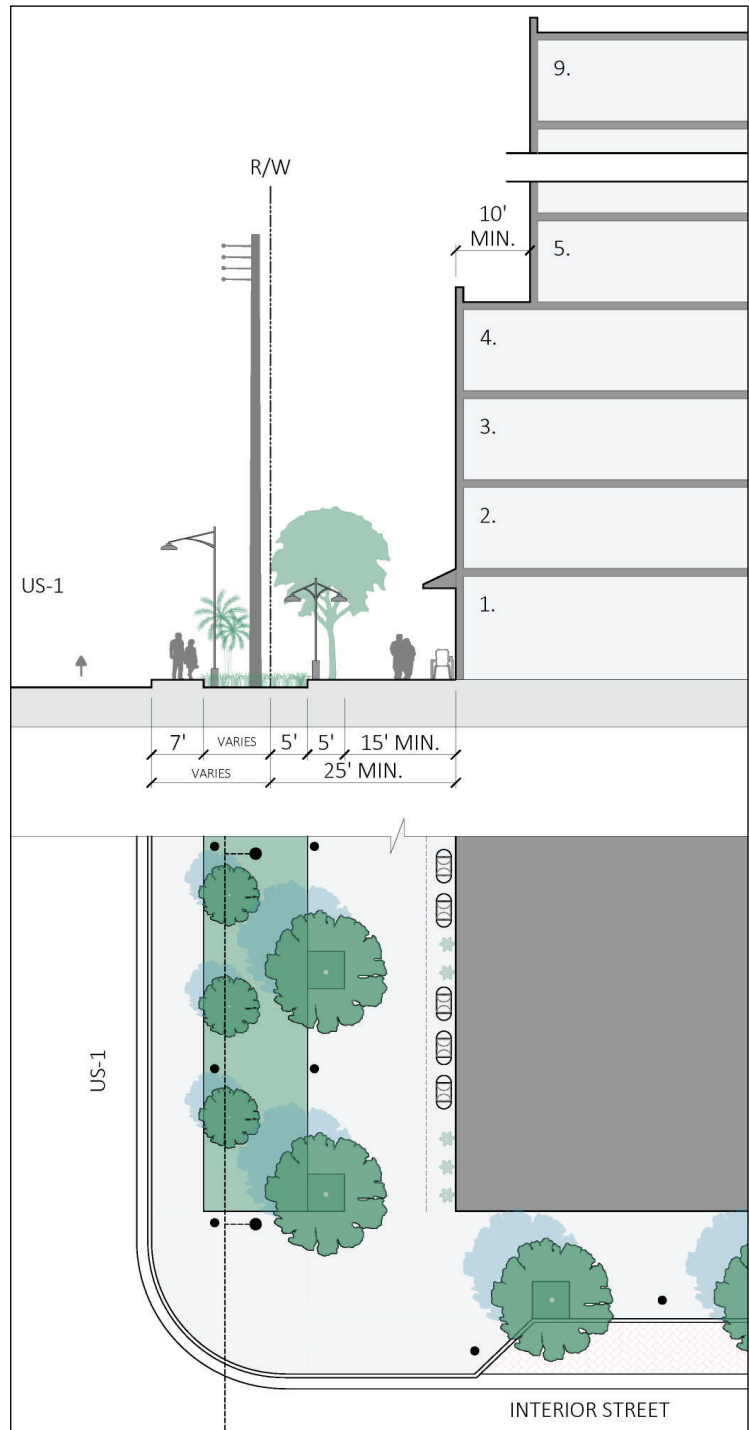 9.
R/W
10'
MIN.
5.
4.
3.
2.
US-1
1.
7'
VARIES
5'
5'
15' MIN.
VARIES
25' MIN.
US-1
INTERIOR STREET